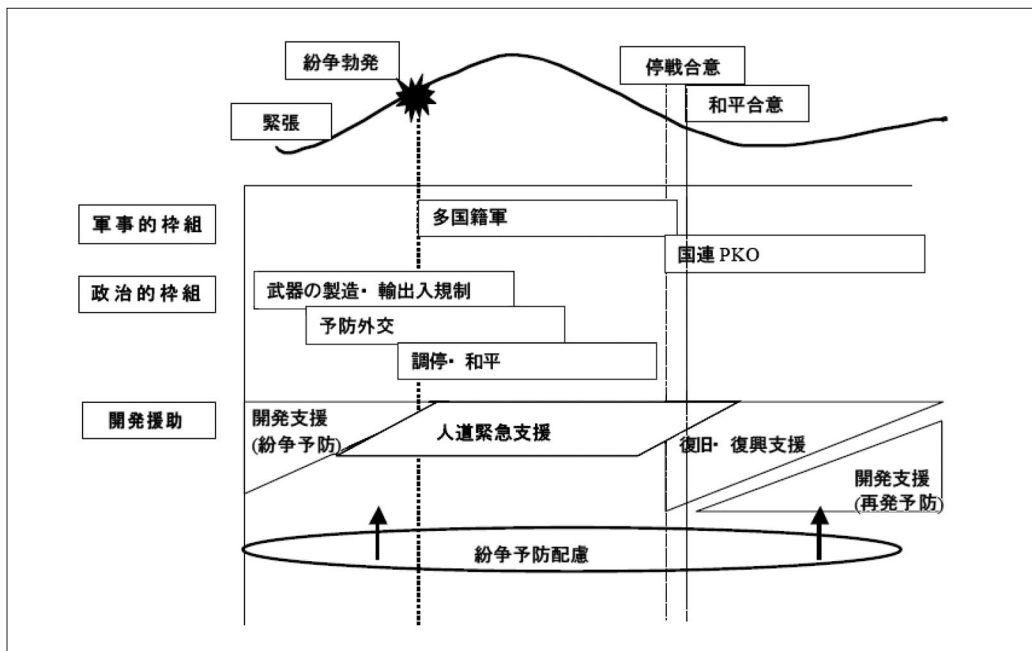 紛争勃発
停戦合意
緊張
和平合意
軍事的枠組
多国籍軍
国連 PKO
政治的枠組
武器の製造・輸出入規制
予防外交
調停・和平
開発援助
開発支援
(紛争予防)
人道緊急支援
復旧・復興支援
開発支援
(再発予防)
紛争予防配慮